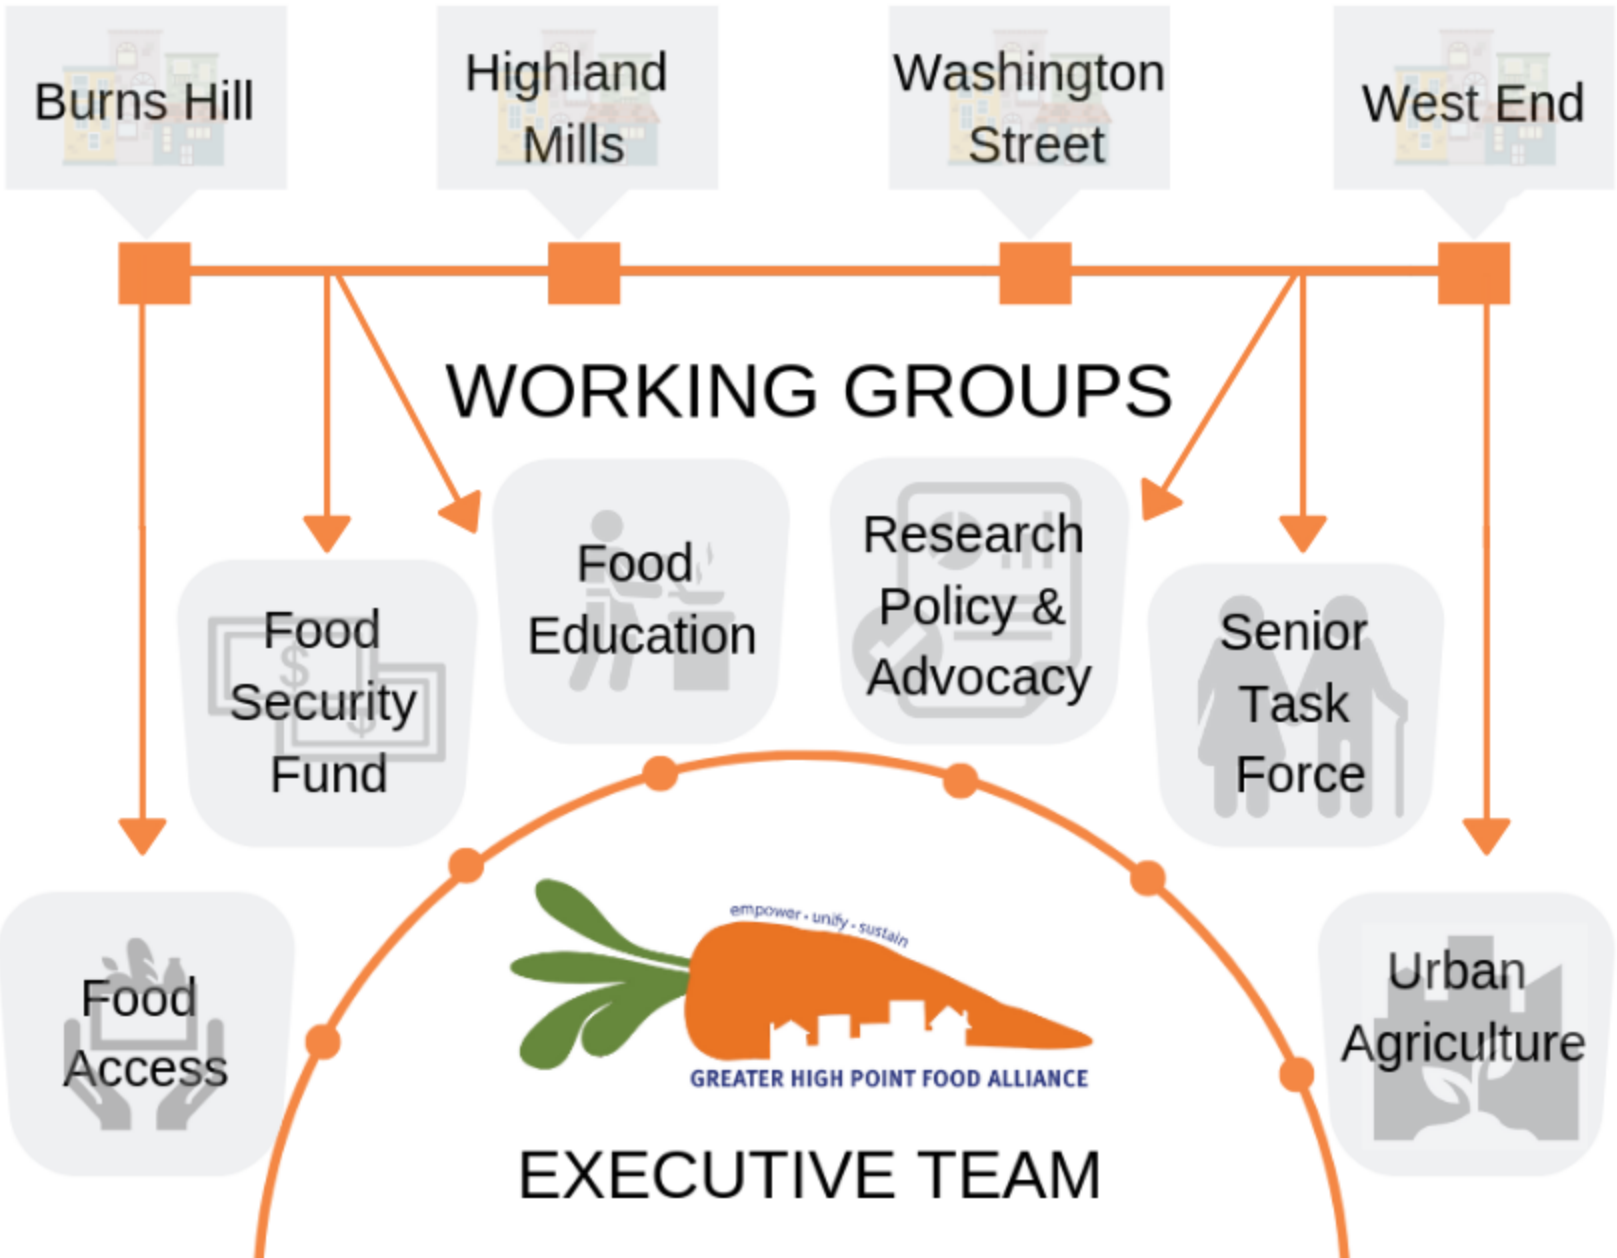 Burns Hill
Highland
Mills
Washington
Street
West End
WORKING GROUPS
Food
Access
Food
Security
Fund
$
$
Food
Education
Research
Policy &
Advocacy
Senior
Task
Force
Urban
Agriculture
empower • unify • sustain
GREATER HIGH POINT FOOD ALLIANCE
EXECUTIVE TEAM